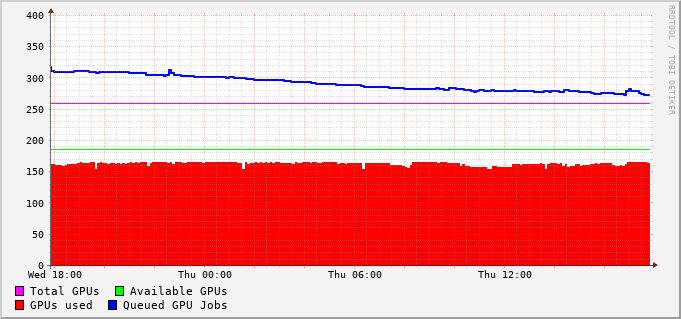 400
350
300
250
200
150
100
50
0
Wed 18:00 Thu 00:00 Thu 06:00 Thu 12:00
Total GPUs Available GPUs
GPUs used Queued GPU Jobs
RRDTOOL / TOBI OETIKER